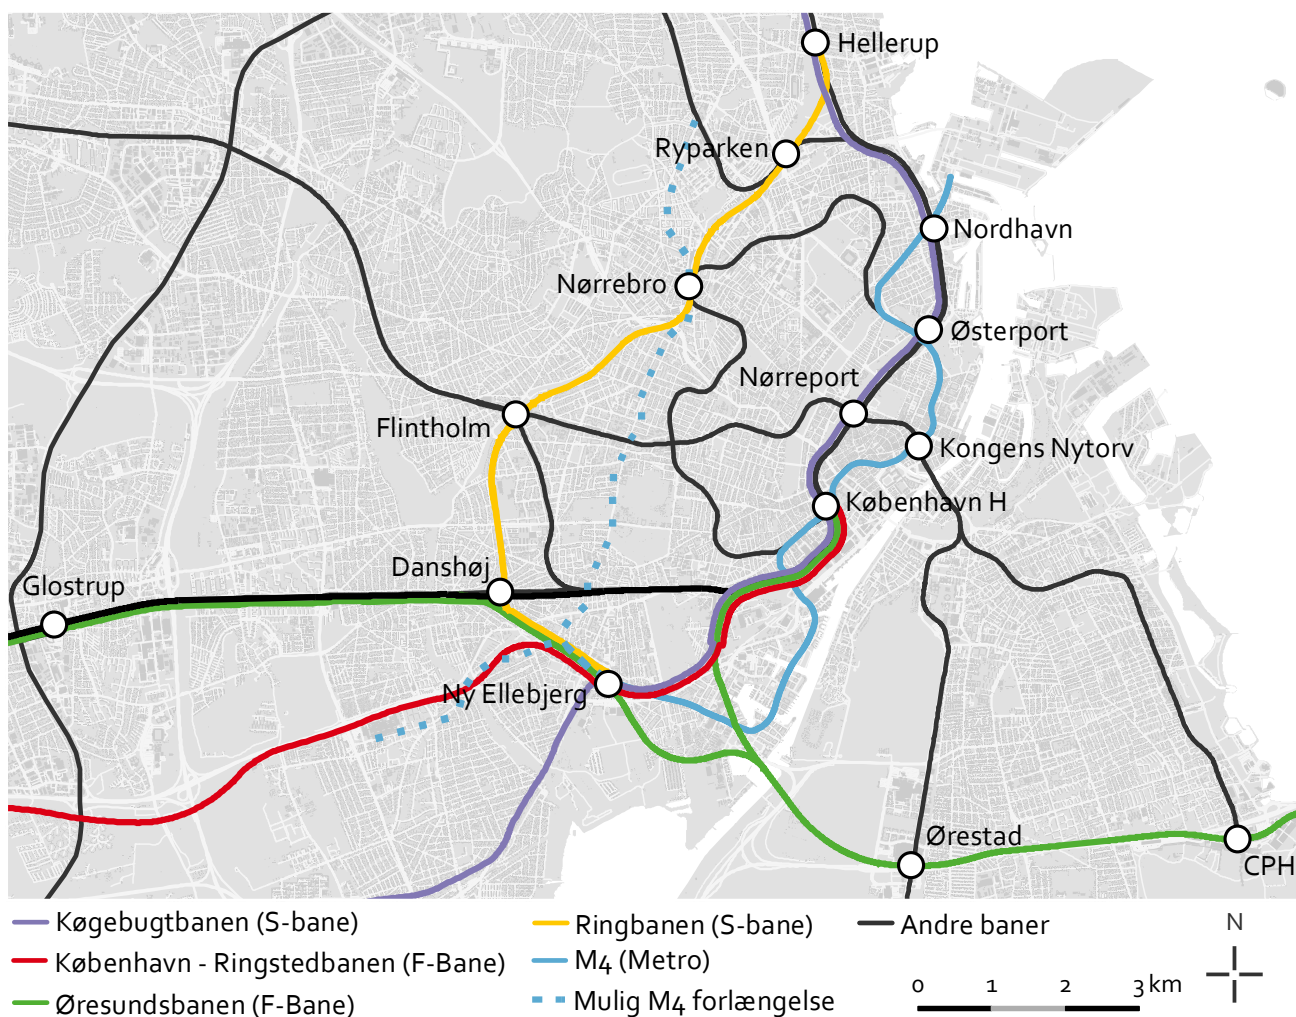 Hellerup
Ryparken
Nordhavn
Nørrebro
Østerport
Nørreport
Flintholm
Kongens Nytorv
København H
Danshøj
Glostrup
Ny Ellebjerg
Ørestad
CPH
Køgebugtbanen (S-bane)
København - Ringstedbanen (F-Bane)
Øresundsbanen (F-Bane)
Ringbanen (S-bane)
M4 (Metro)
Mulig M4 forlængelse
Andre baner
0 1 2 3 km
N